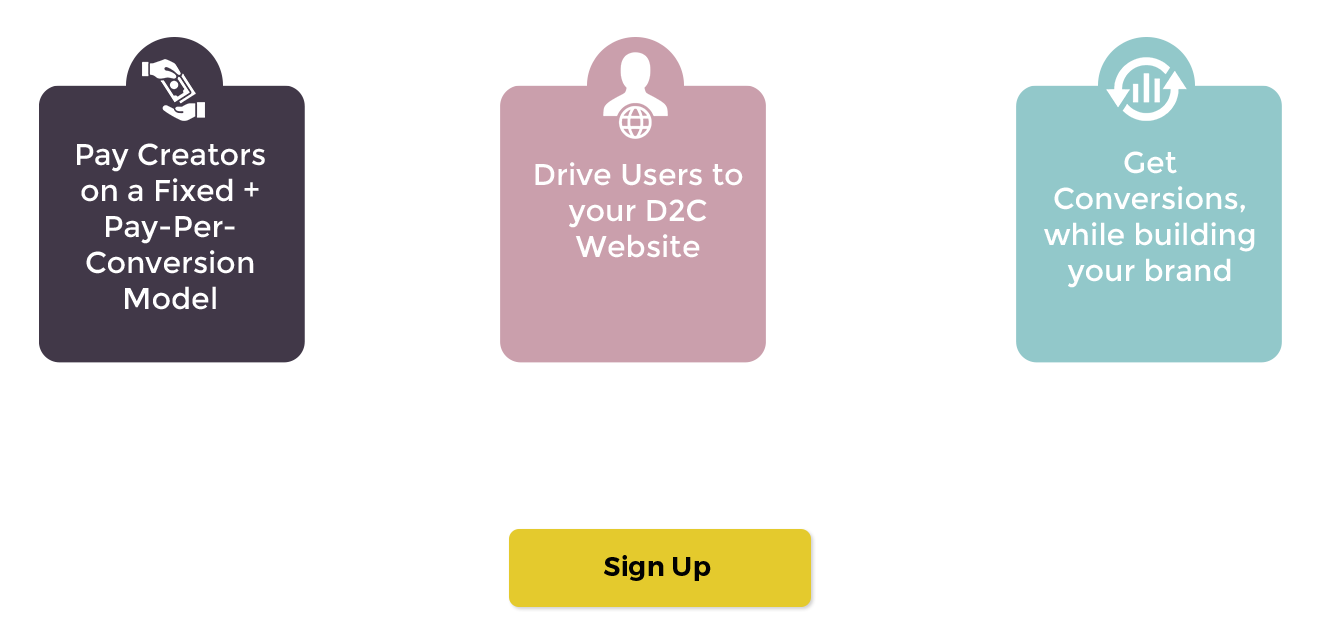 Pay Creators
on a Fixed +
Pay-Per-
Conversion
Model
Drive Users to
your D2C
Website
Get
Conversions,
while building
your brand
Sign Up